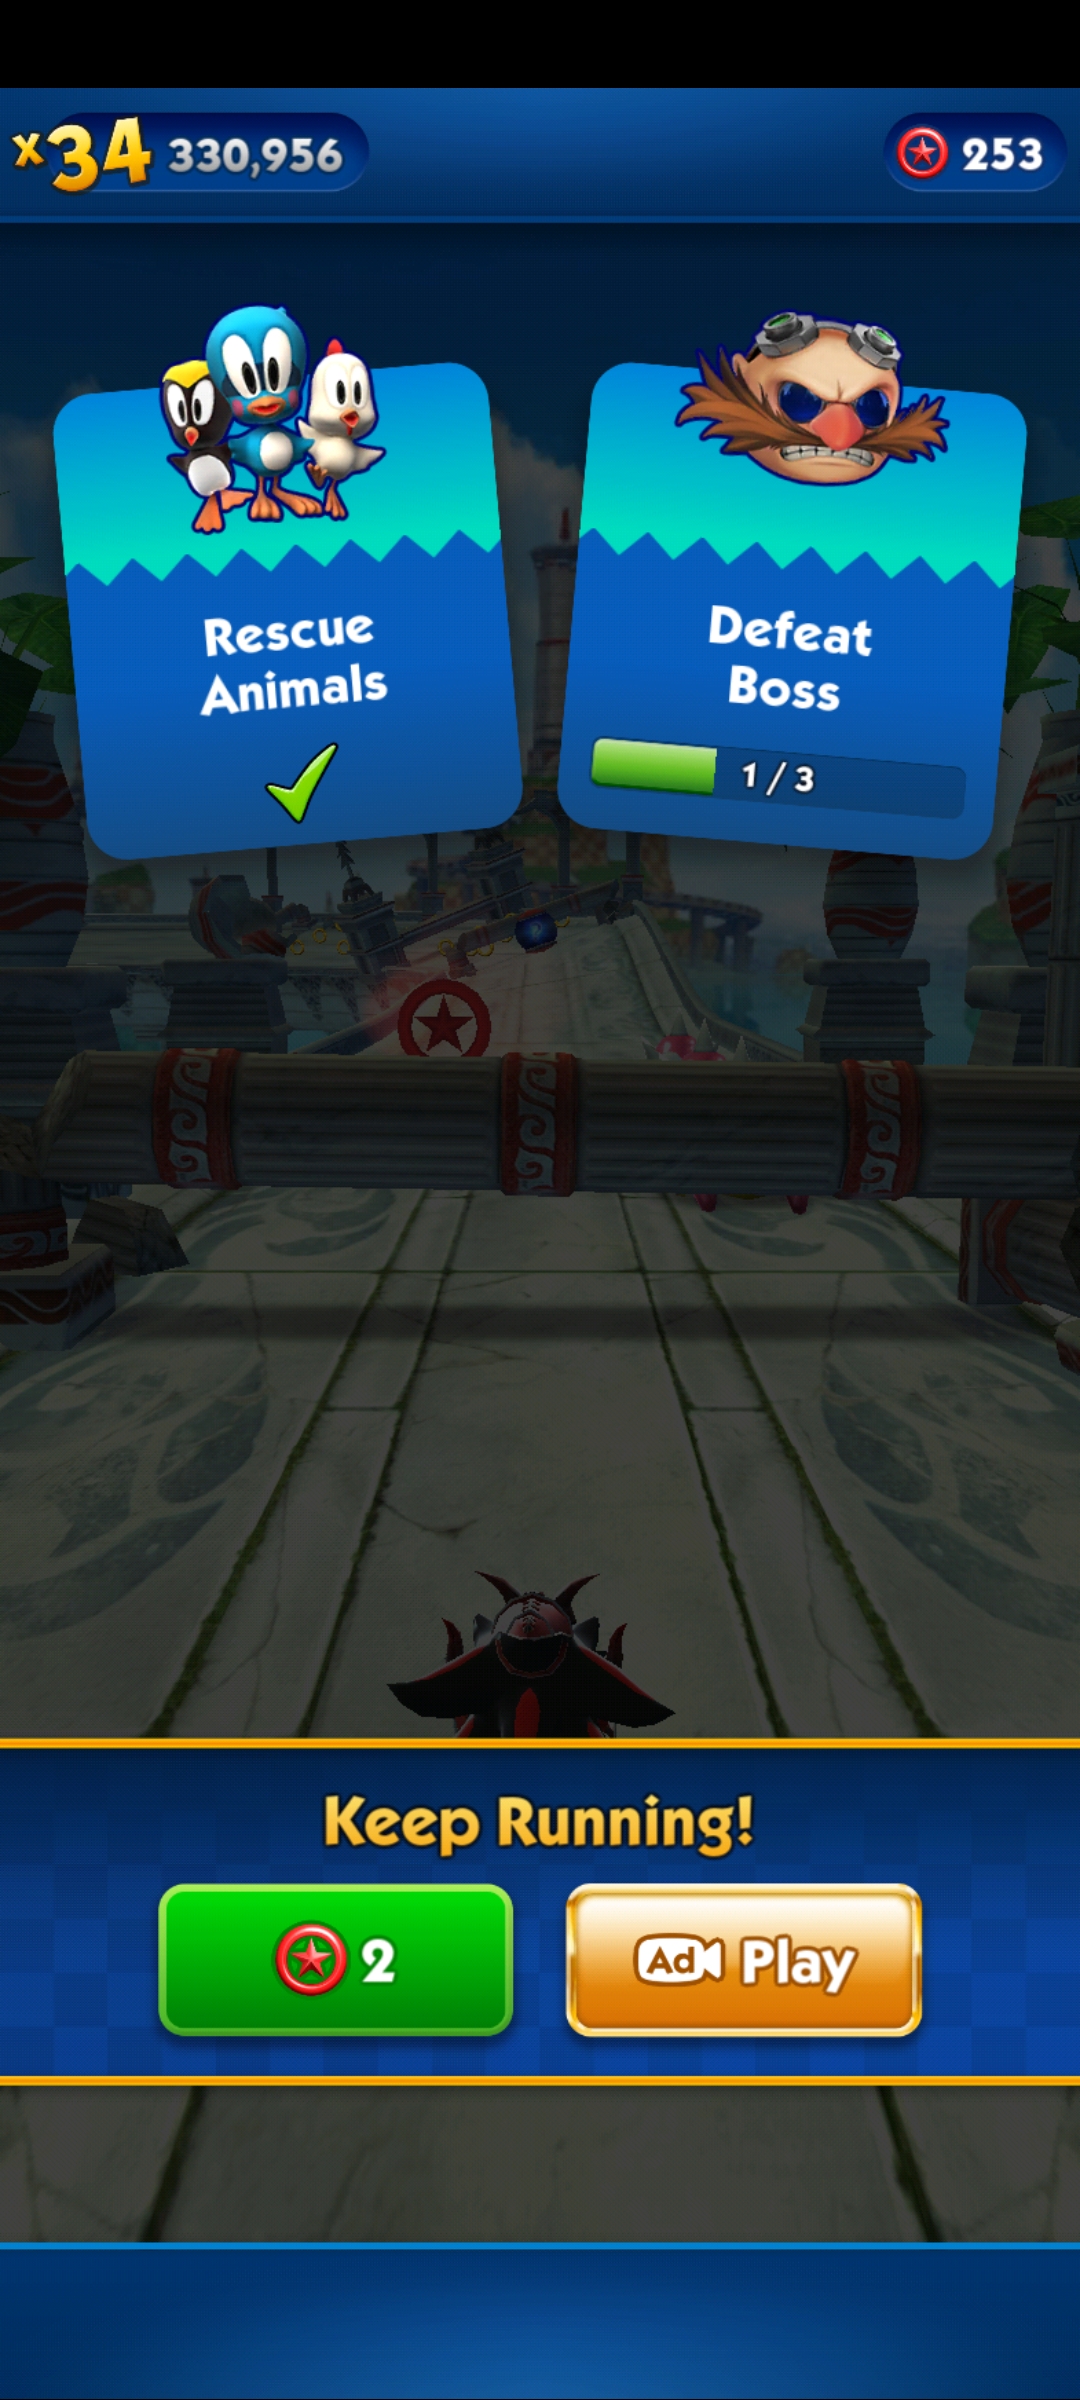 x34 330,956
253
Rescue
Animals
Defeat
Boss
1 / 3
Keep Running!
2
Ad Play